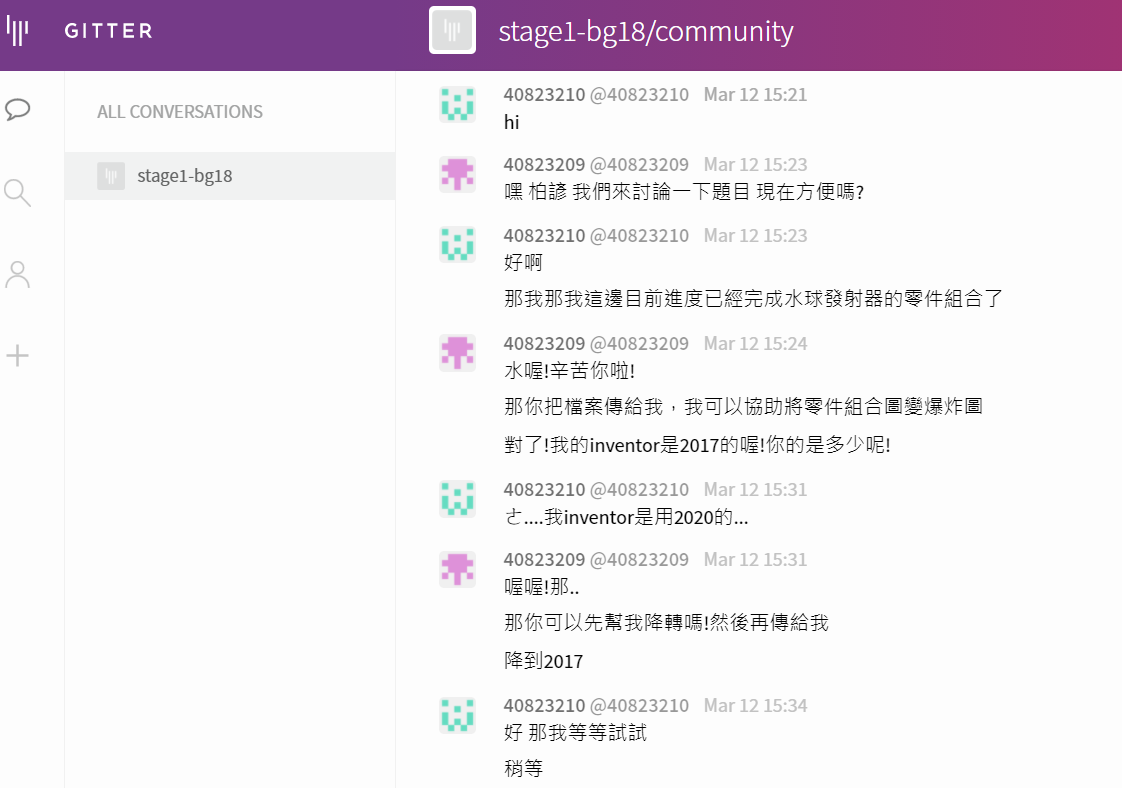 GITTER
stage1-bg18/community
ALL CONVERSATIONS
stage1-bg18
40823210 @40823210 Mar 12 15:21
hi
40823209 @40823209 Mar 12 15:23
嘿 柏諺 我們來討論一下題目 現在方便嗎?
40823210 @40823210 Mar 12 15:23
好啊
那我那我這邊目前進度已經完成水球發射器的零件組合了
40823209 @40823209 Mar 12 15:24
水喔!辛苦你啦!
那你把檔案傳給我，我可以協助將零件組合圖變爆炸圖
對了!我的inventor是2017的喔!你的是多少呢!
40823210 @40823210 Mar 12 15:31
ㄜ....我inventor是用2020的...
40823209 @40823209 Mar 12 15:31
喔喔!那..
那你可以先幫我降轉嗎!然後再傳給我
降到2017
40823210 @40823210 Mar 12 15:34
好 那我等等試試
稍等